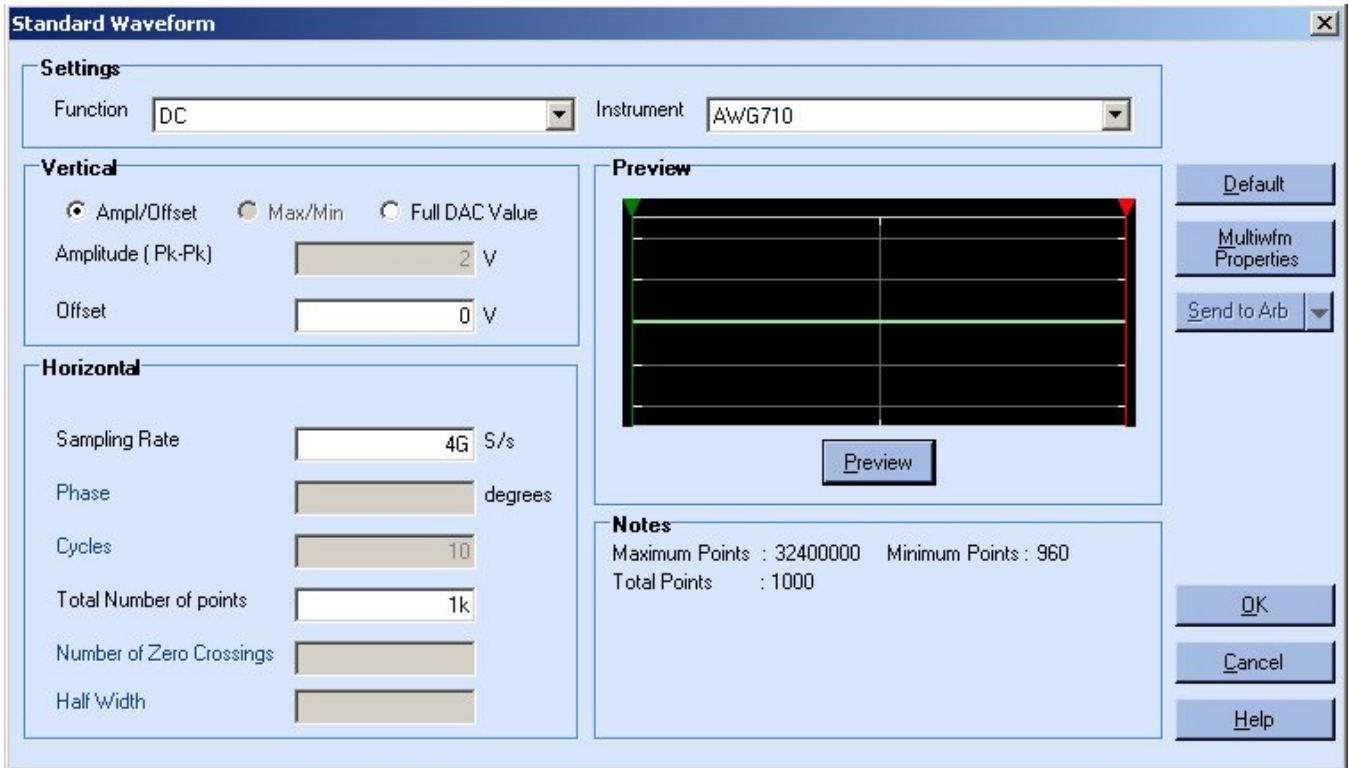 Standard Waveform
Settings
Function DC Instrument AWG710
Vertical
Ampl/Offset Max/Min Full DAC Value
Amplitude ( Pk-Pk) 2 V
Offset 0 V
Horizontal
Sampling Rate 4G S/s
Phase degrees
Cycles 10
Total Number of points 1k
Number of Zero Crossings
Half Width
Preview
Preview
Notes
Maximum Points : 32400000 Minimum Points : 960
Total Points : 1000
Default
Multiwfm
Properties
Send to Arb
OK
Cancel
Help